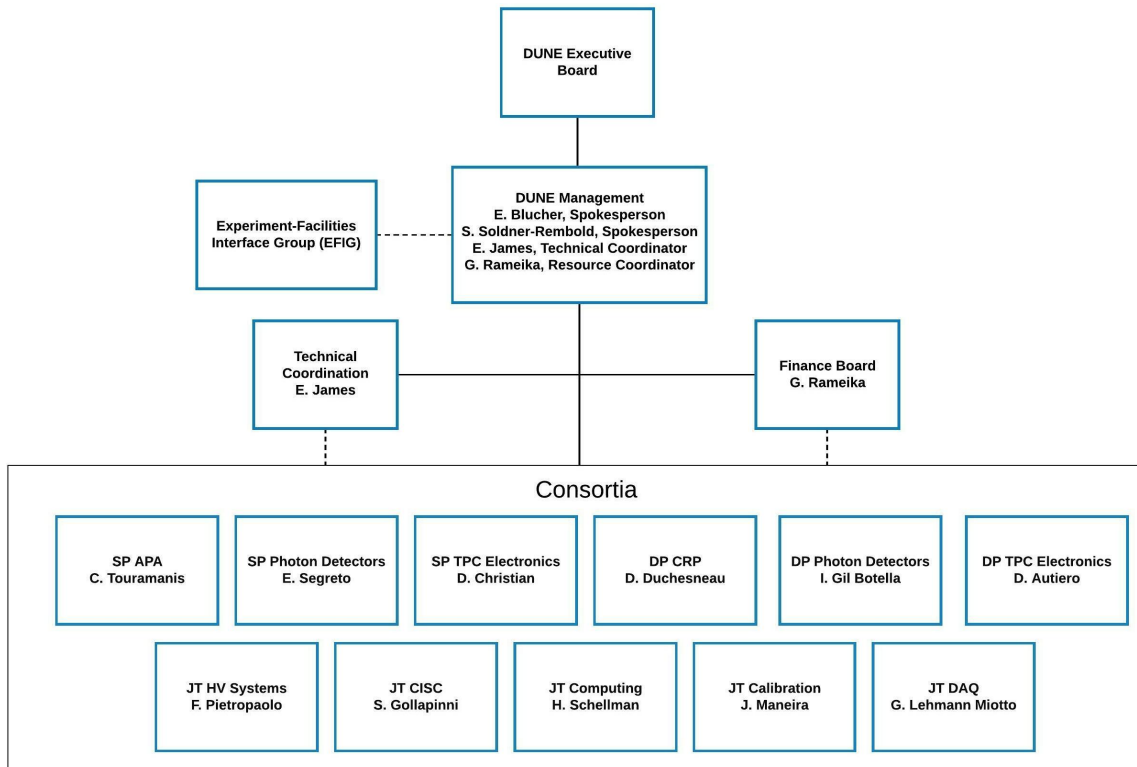 DUNE Executive
Board
DUNE Management
E. Blucher, Spokesperson
S. Soldner-Rembold, Spokesperson
E. James, Technical Coordinator
G. Rameika, Resource Coordinator
Experiment-Facilities
Interface Group (EFIG)
Technical
Coordination
E. James
Finance Board
G. Rameika
Consortia
SP APA
C. Touramanis
SP Photon Detectors
E. Segreto
SP TPC Electronics
D. Christian
DP CRP
D. Duchesneau
DP Photon Detectors
I. Gil Botella
DP TPC Electronics
D. Autiero
JT HV Systems
F. Pietropaolo
JT CISC
S. Gollapinni
JT Computing
H. Schellman
JT Calibration
J. Maneira
JT DAQ
G. Lehmann Miotto